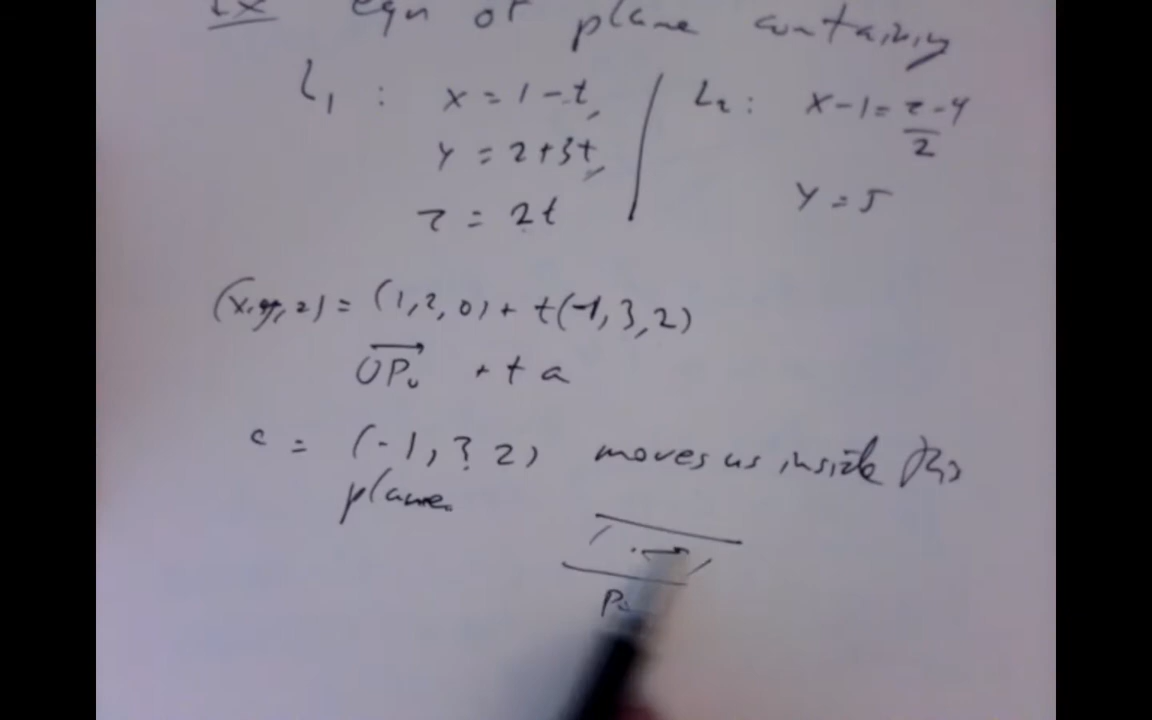 Ex eqn of plane containing
L₁ : x = 1 - t,
y = 2 + 3t,
z = 2t
L₂ : x - 1 = z - 4 / 2
y = 5
(x, y, z) = (1, 2, 0) + t(-1, 3, 2)
OP₀ + t a
c = (-1, 3 2) moves us inside this
plane.
P₀